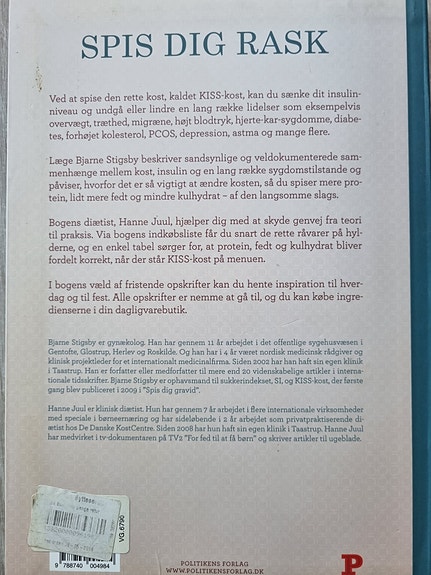 SPIS DIG RASK
Ved at spise den rette kost, kaldet KISS-kost, kan du sænke dit insulin-
niveau og undgå eller lindre en lang række lidelser som eksempelvis
overvægt, træthed, migræne, højt blodtryk, hjerte-kar-sygdomme, diabe-
tes, forhøjet kolesterol, PCOS, depression, astma og mange flere.
Læge Bjarne Stigsby beskriver sandsynlige og veldokumenterede sam-
menhænge mellem kost, insulin og en lang række sygdomstilstande og
påviser, hvorfor det er så vigtigt at ændre kosten, så du spiser mere pro-
tein, lidt mere fedt og mindre kulhydrat – af den langsomme slags.
Bogens diætist, Hanne Juul, hjælper dig med at skyde genvej fra teori
til praksis. Via bogens indkøbsliste får du snart de rette råvarer på hyl-
derne, og en enkel tabel sørger for, at protein, fedt og kulhydrat bliver
fordelt korrekt, når der står KISS-kost på menuen.
I bogens væld af fristende opskrifter kan du hente inspiration til hver-
dag og til fest. Alle opskrifter er nemme at gå til, og du kan købe ingre-
dienserne i din dagligvarebutik.
Bjarne Stigsby er gynækolog. Han har gennem 11 år arbejdet i det offentlige sygehusvæsen i
Gentofte, Glostrup, Herlev og Roskilde. Og han har i 4 år været nordisk medicinsk rådgiver og
klinisk projektleder for et internationalt medicinalfirma. Siden 2002 har han haft sin egen klinik
i Taastrup. Han er forfatter eller medforfatter til mere end 20 videnskabelige artikler i interna-
tionale tidsskrifter. Bjarne Stigsby er ophavsmand til sukkerindekset, SI, og KISS-kost, der første
gang blev publiceret i 2009 i "Spis dig gravid".
Hanne Juul er klinisk diætist. Hun har gennem 7 år arbejdet i flere internationale virksomheder
med speciale i børneernæring og har sideløbende i 2 år arbejdet som privatpraktiserende di-
ætist hos De Danske KostCentre. Siden 2008 har hun haft sin egen klinik i Taastrup. Hanne Juul
har medvirket i tv-dokumentaren på TV2 "For fed til at få børn" og skriver artikler til ugeblade.
VG.6790
9 788740 004984
POLITIKENS FORLAG
WWW.POLITIKENSFORLAG.DK
P